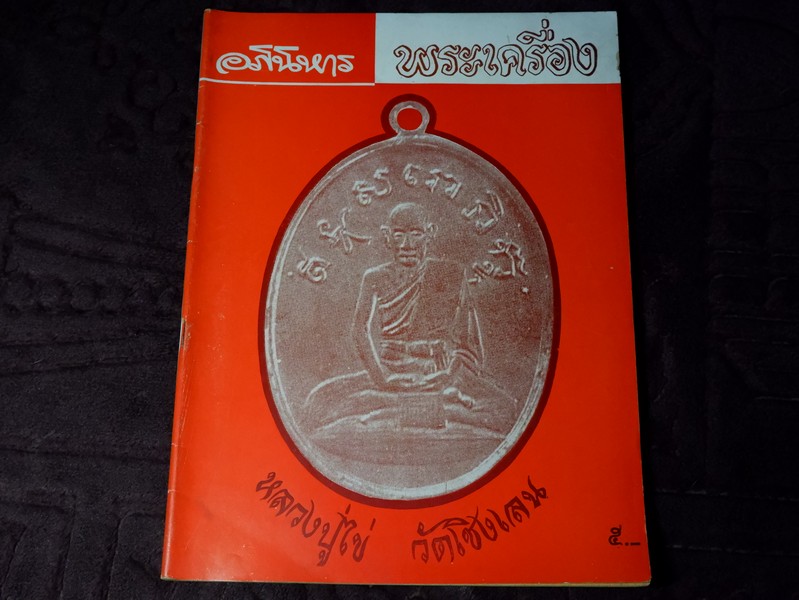 อภินิหาร พระเครื่อง
หลวงปู่ไข่ วัดเชิงเลน
๕.—